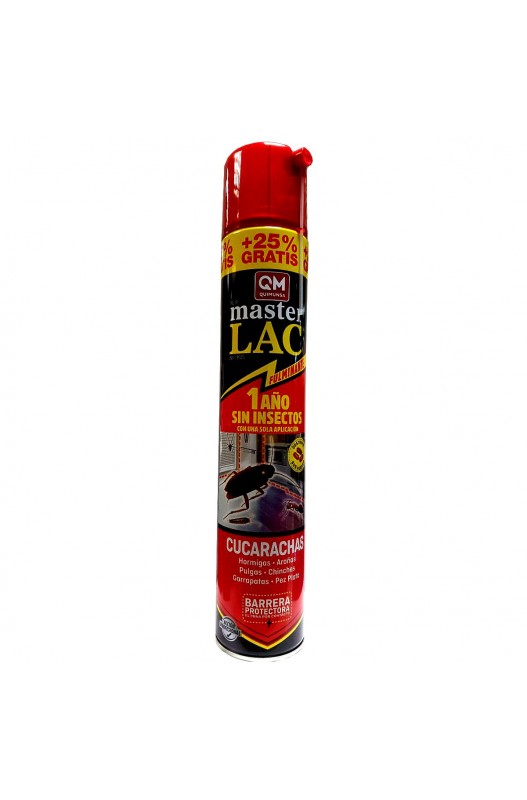 +25%
GRATIS
QM
QUIMUNSA
master
LAC
FULMINANTE
1 AÑO
SIN INSECTOS
CON UNA SOLA APLICACIÓN
CUCARACHAS
Hormigas • Arañas
Pulgas • Chinches
Garrapatas • Pez Plata
BARRERA
PROTECTORA